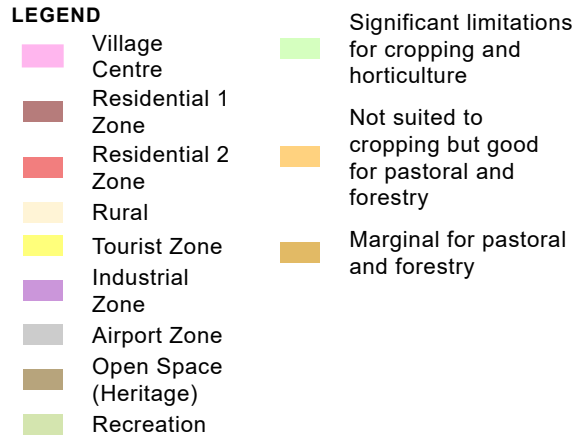 LEGEND
Village
Centre
Residential 1
Zone
Residential 2
Zone
Rural
Tourist Zone
Industrial
Zone
Airport Zone
Open Space
(Heritage)
Recreation
Significant limitations
for cropping and
horticulture
Not suited to
cropping but good
for pastoral and
forestry
Marginal for pastoral
and forestry